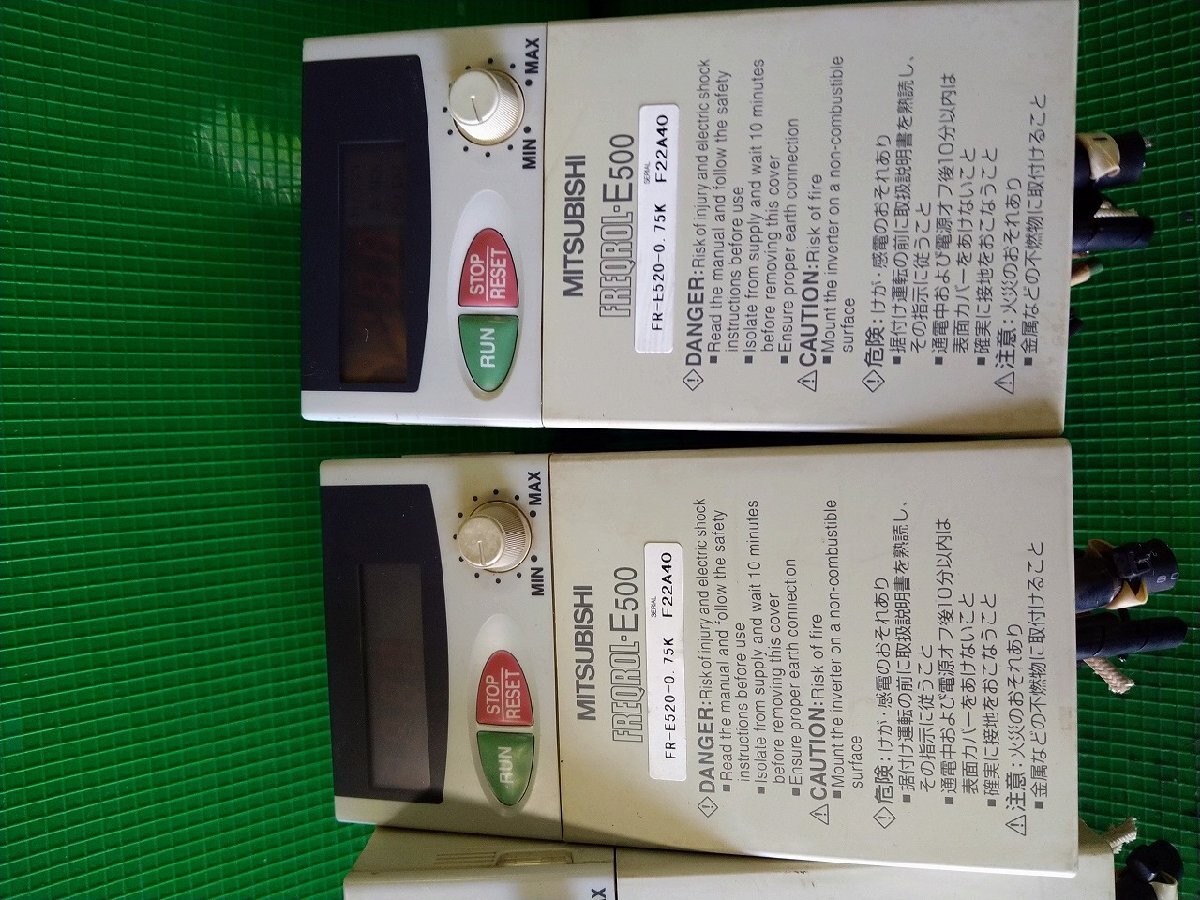 MAX
MIN
STOP
RESET
RUN
MITSUBISHI
FREQROL-E500
SERIAL
FR-E520-0.75K F22A40
DANGER: Risk of injury and electric shock
Read the manual and follow the safety
instructions before use
Isolate from supply and wait 10 minutes
before removing this cover
Ensure proper earth connection
CAUTION: Risk of fire
Mount the inverter on a non-combustible
surface
危険: けが・感電のおそれあり
据付け運転の前に取扱説明書を熟読し、
その指示に従うこと
通電中および電源オフ後10分以内は
表面カバーをあけないこと
確実に接地をおこなうこと
注意: 火災のおそれあり
金属などの不燃物に取付けること
MAX
MIN
STOP
RESET
RUN
MITSUBISHI
FREQROL-E500
SERIAL
FR-E520-0.75K F22A40
DANGER: Risk of injury and electric shock
Read the manual and follow the safety
instructions before use
Isolate from supply and wait 10 minutes
before removing this cover
Ensure proper earth connection
CAUTION: Risk of fire
Mount the inverter on a non-combustible
surface
危険: けが・感電のおそれあり
据付け運転の前に取扱説明書を熟読し、
その指示に従うこと
通電中および電源オフ後10分以内は
表面カバーをあけないこと
確実に接地をおこなうこと
注意: 火災のおそれあり
金属などの不燃物に取付けること